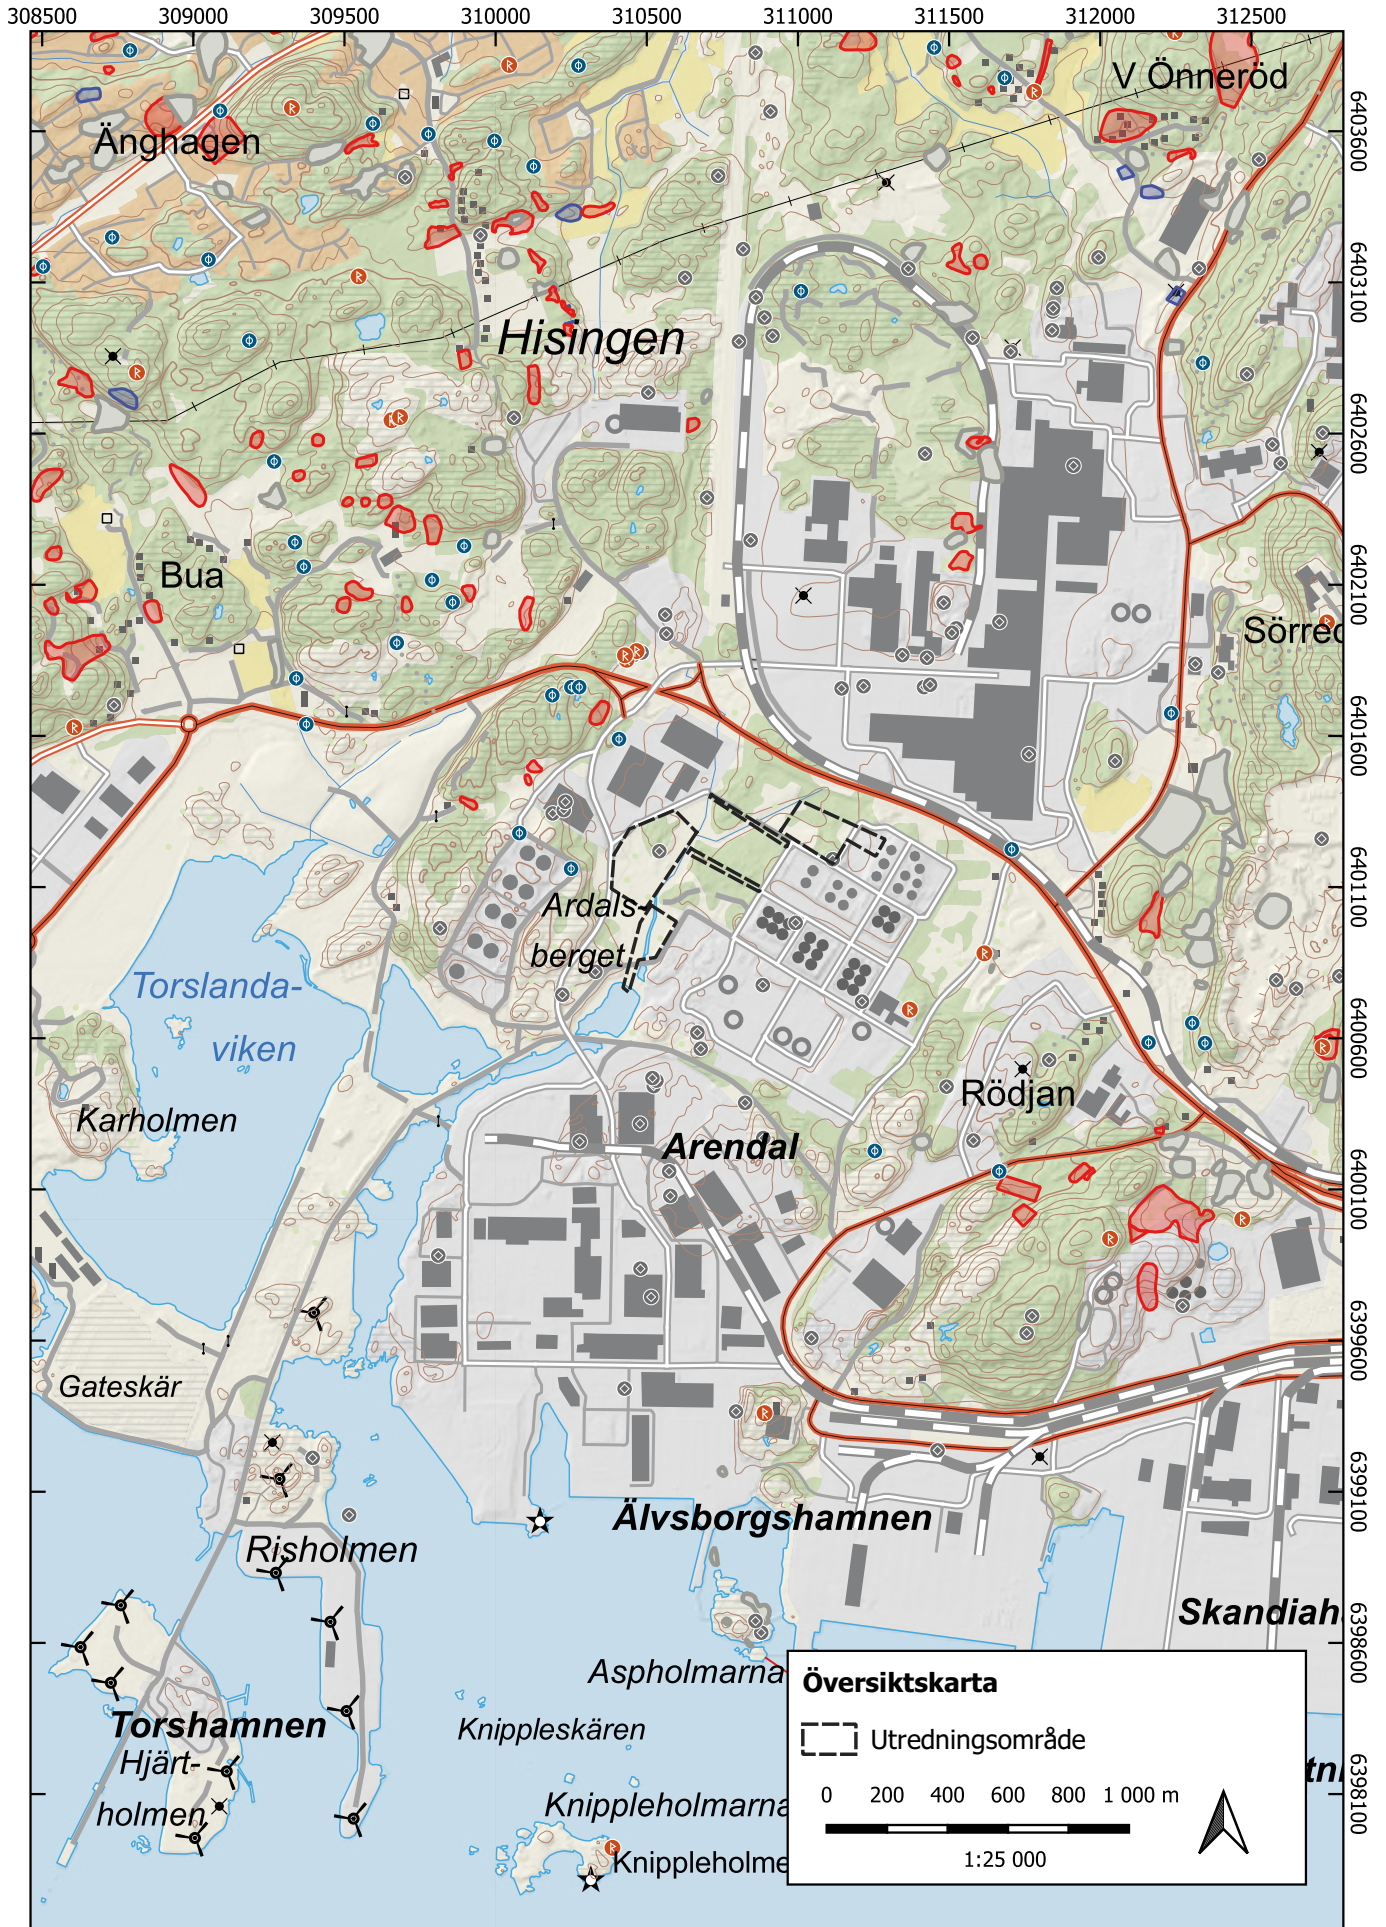 308500 309000 309500 310000 310500 311000 311500 312000 312500
V Önneröd
6403600
Änghagen
6403100
Hisingen
6402600
Bua
6402100
Sörred
6401600
6401100
Ardals-
berget
Torslanda-
viken
6400600
Rödjan
Karholmen
Arendal
6400100
6399600
Gateskär
6399100
Älvsborgshamnen
Risholmen
Skandiah
6398600
Aspholmarna
Översiktskarta
Torshamnen
Knippleskären
Utredningsområde
Hjärt-
holmen
Knippleholmarna
0 200 400 600 800 1 000 m
6398100
1:25 000
Knippleholme